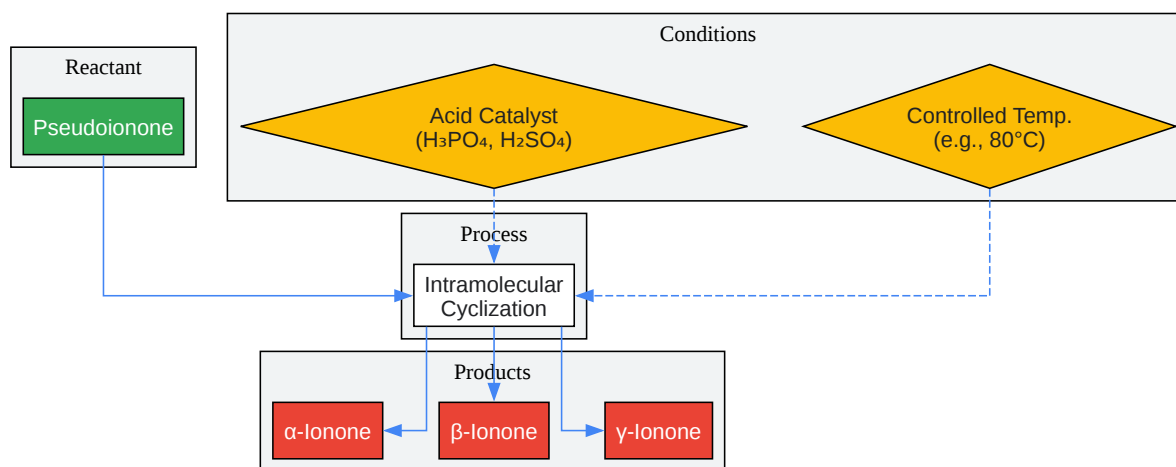 Conditions
Reactant
Acid Catalyst
(H₃PO₄, H₂SO₄)
Controlled Temp.
(e.g., 80°C)
Pseudoionone
Process
Intramolecular
Cyclization
Products
α-Ionone
β-Ionone
γ-Ionone